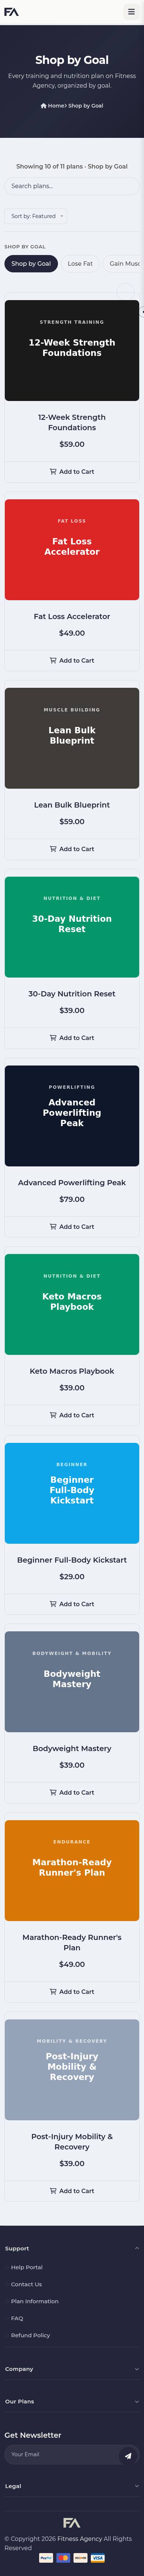 FA
Shop by Goal
Every training and nutrition plan on Fitness
Agency, organized by goal.
Home> Shop by Goal
Showing 10 of 11 plans - Shop by Goal
Search plans...
Sort by: Featured
SHOP BY GOAL
Shop by Goal
Lose Fat
Gain Musc
STRENGTH TRAINING
12-Week Strength
Foundations
12-Week Strength
Foundations
$59.00
Add to Cart
FAT LOSS
Fat Loss
Accelerator
Fat Loss Accelerator
$49.00
Add to Cart
MUSCLE BUILDING
Lean Bulk
Blueprint
Lean Bulk Blueprint
$59.00
Add to Cart
NUTRITION & DIET
30-Day Nutrition
Reset
30-Day Nutrition Reset
$39.00
Add to Cart
POWERLIFTING
Advanced
Powerlifting
Peak
Advanced Powerlifting Peak
$79.00
Add to Cart
NUTRITION & DIET
Keto Macros
Playbook
Keto Macros Playbook
$39.00
Add to Cart
BEGINNER
Beginner
Full-Body
Kickstart
Beginner Full-Body Kickstart
$29.00
Add to Cart
BODYWEIGHT & MOBILITY
Bodyweight
Mastery
Bodyweight Mastery
$39.00
Add to Cart
ENDURANCE
Marathon-Ready
Runner's Plan
Marathon-Ready Runner's
Plan
$49.00
Add to Cart
MOBILITY & RECOVERY
Post-Injury
Mobility &
Recovery
Post-Injury Mobility &
Recovery
$39.00
Add to Cart
Support
Help Portal
Contact Us
Plan Information
FAQ
Refund Policy
Company
Our Plans
Get Newsletter
Your Email
Legal
FA
© Copyright 2026 Fitness Agency All Rights
Reserved
PayPal
VISA